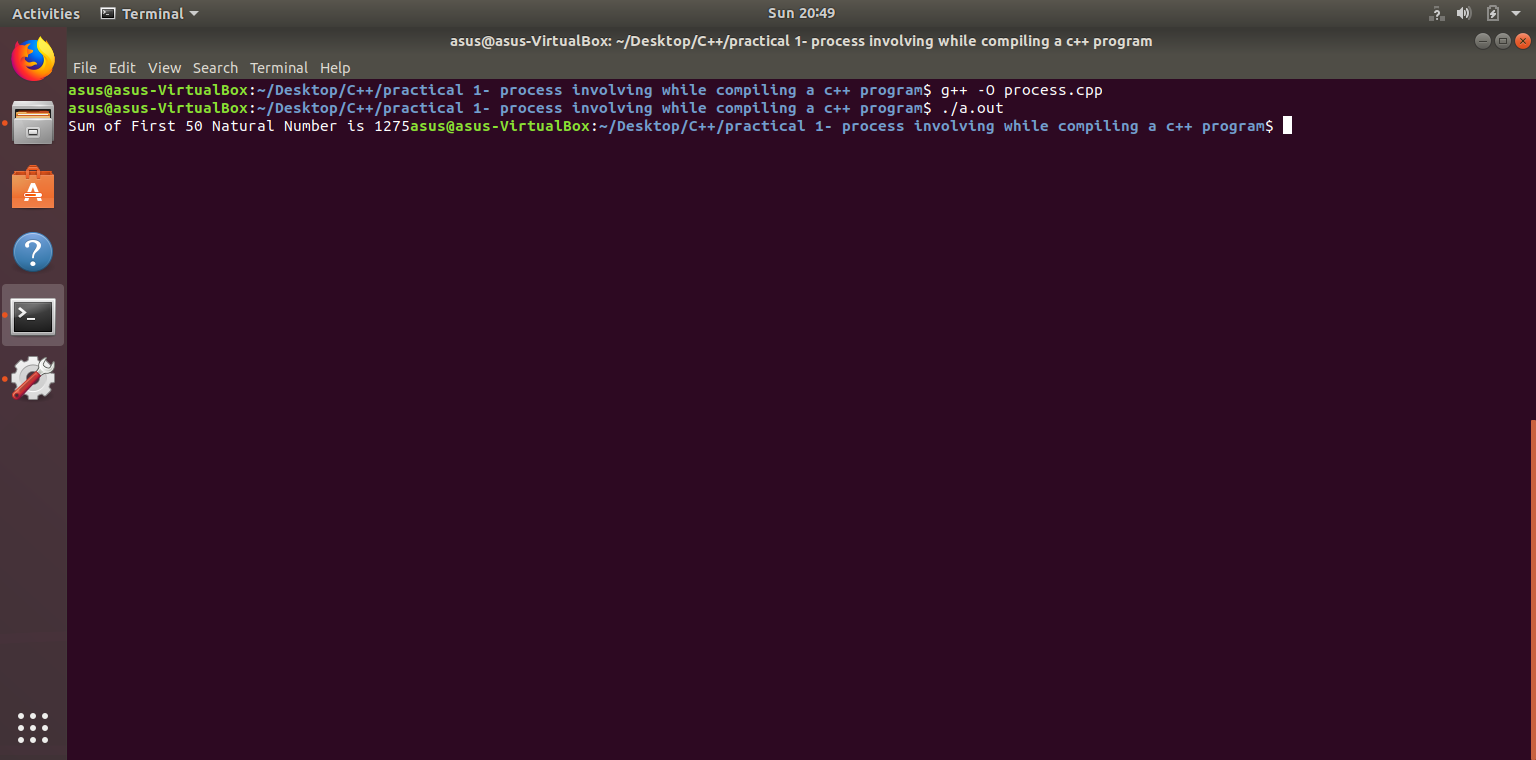 Activities Terminal Sun 20:49
asus@asus-VirtualBox: ~/Desktop/C++/practical 1- process involving while compiling a c++ program
File Edit View Search Terminal Help
asus@asus-VirtualBox:~/Desktop/C++/practical 1- process involving while compiling a c++ program$ g++ -O process.cpp
asus@asus-VirtualBox:~/Desktop/C++/practical 1- process involving while compiling a c++ program$ ./a.out
Sum of First 50 Natural Number is 1275asus@asus-VirtualBox:~/Desktop/C++/practical 1- process involving while compiling a c++ program$